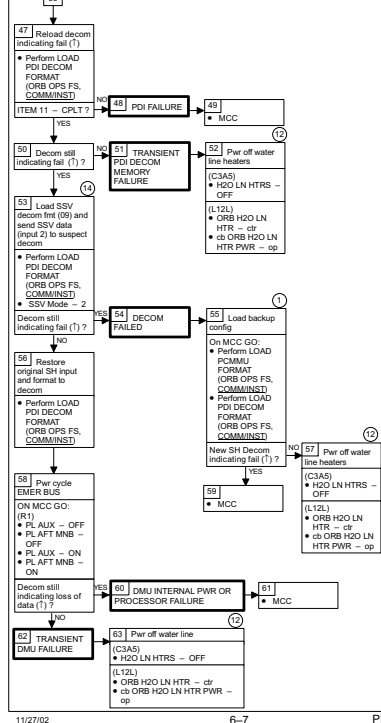 47 Reload decom
indicating fail (↑)
• Perform LOAD
PDI DECOM
FORMAT
(ORB OPS FS,
COMM/INST)
ITEM 11 – CPLT ?
NO
48 PDI FAILURE
49
• MCC
YES
50 Decom still
indicating fail (↑) ?
NO
51 TRANSIENT
PDI DECOM
MEMORY
FAILURE
12
52 Pwr off water
line heaters
(C3A5)
• H2O LN HTRS –
OFF
(L12L)
• ORB H2O LN
HTR – ctr
• cb ORB H2O LN
HTR PWR – op
YES
14
53 Load SSV
decom fmt (09) and
send SSV data
(input 2) to suspect
decom
• Perform LOAD
PDI DECOM
FORMAT
(ORB OPS FS,
COMM/INST)
• SSV Mode – 2
Decom still
indicating fail (↑) ?
YES
54 DECOM
FAILED
1
55 Load backup
config
On MCC GO:
• Perform LOAD
PCMMU
FORMAT
(ORB OPS FS,
COMM/INST)
• Perform LOAD
PDI DECOM
FORMAT
(ORB OPS FS,
COMM/INST)
New SH Decom
indicating fail (↑) ?
NO
12
57 Pwr off water
line heaters
(C3A5)
• H2O LN HTRS –
OFF
(L12L)
• ORB H2O LN
HTR – ctr
• cb ORB H2O LN
HTR PWR – op
YES
59
• MCC
NO
56 Restore
original SH input
and format to
decom
• Perform LOAD
PDI DECOM
FORMAT
(ORB OPS FS,
COMM/INST)
58 Pwr cycle
EMER BUS
ON MCC GO:
(R1)
• PL AUX – OFF
• PL AFT MNB –
OFF
• PL AUX – ON
• PL AFT MNB –
ON
Decom still
indicating loss of
data (↑) ?
YES
60 DMU INTERNAL PWR OR
PROCESSOR FAILURE
61
• MCC
NO
62 TRANSIENT
DMU FAILURE
12
63 Pwr off water line
(C3A5)
• H2O LN HTRS – OFF
(L12L)
• ORB H2O LN HTR – ctr
• cb ORB H2O LN HTR PWR –
op
11/27/02
6–7
P